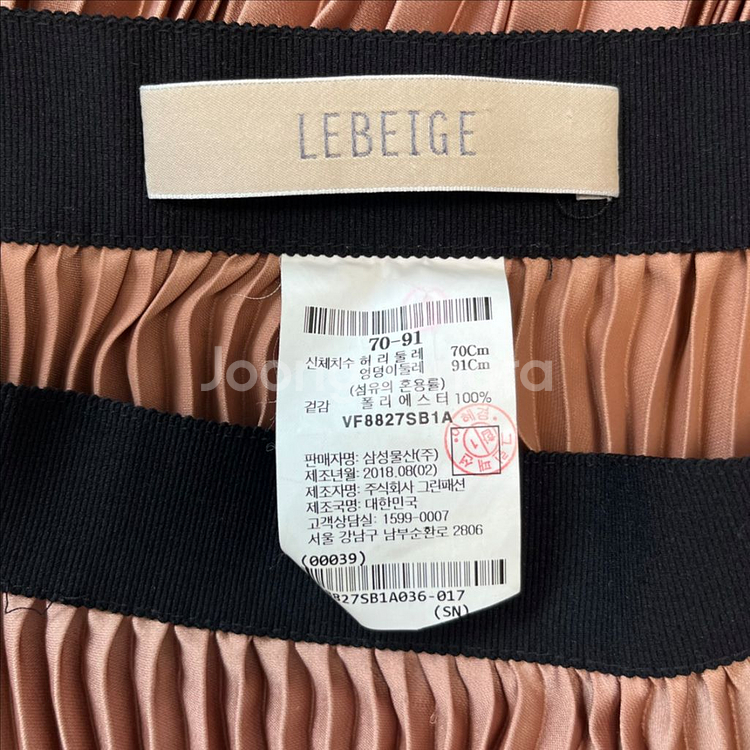 LEBEIGE
70-91
신체치수 허리둘레 70Cm
엉덩이둘레 91Cm
(섬유의 혼용률)
겉감 폴리에스터 100%
VF8827SB1A
판매자명: 삼성물산(주)
제조년월: 2018.08(02)
제조자명: 주식회사 그린패션
제조국명: 대한민국
고객상담실: 1599-0007
서울 강남구 남부순환로 2806
(00039)
827SB1A036-017
(SN)